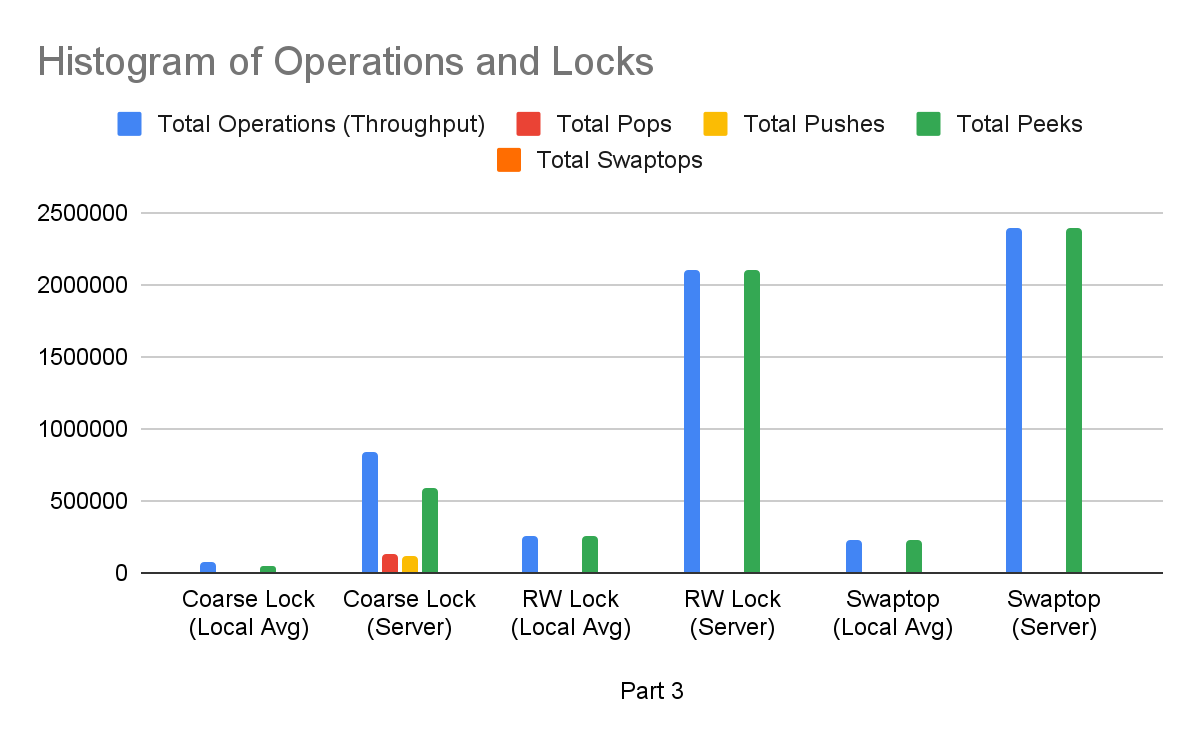 Histogram of Operations and Locks
Total Operations (Throughput) Total Pops Total Pushes Total Peeks
Total Swaptops
2500000
2000000
1500000
1000000
500000
0
Coarse Lock (Local Avg)
Coarse Lock (Server)
RW Lock (Local Avg)
RW Lock (Server)
Swaptop (Local Avg)
Swaptop (Server)
Part 3